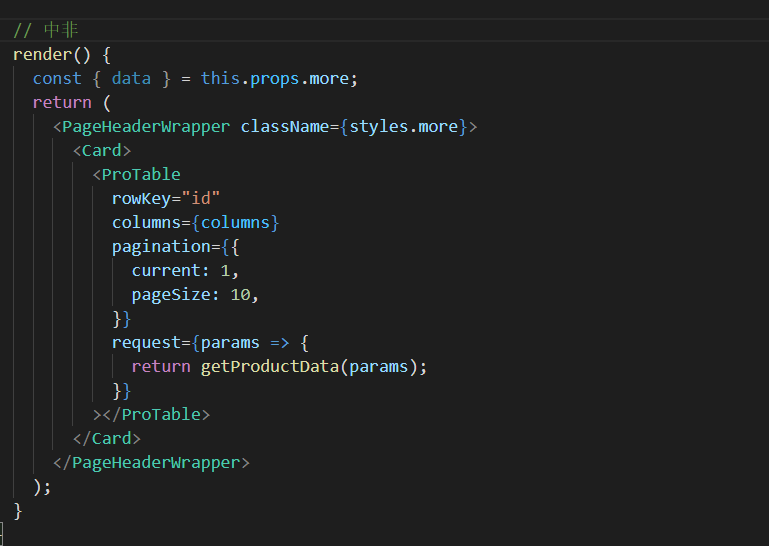 // 中非
render() {
const { data } = this.props.more;
return (
<PageHeaderWrapper className={styles.more}>
<Card>
<ProTable
rowKey="id"
columns={columns}
pagination={{
current: 1,
pageSize: 10,
}}
request={params => {
return getProductData(params);
}}
></ProTable>
</Card>
</PageHeaderWrapper>
);
}